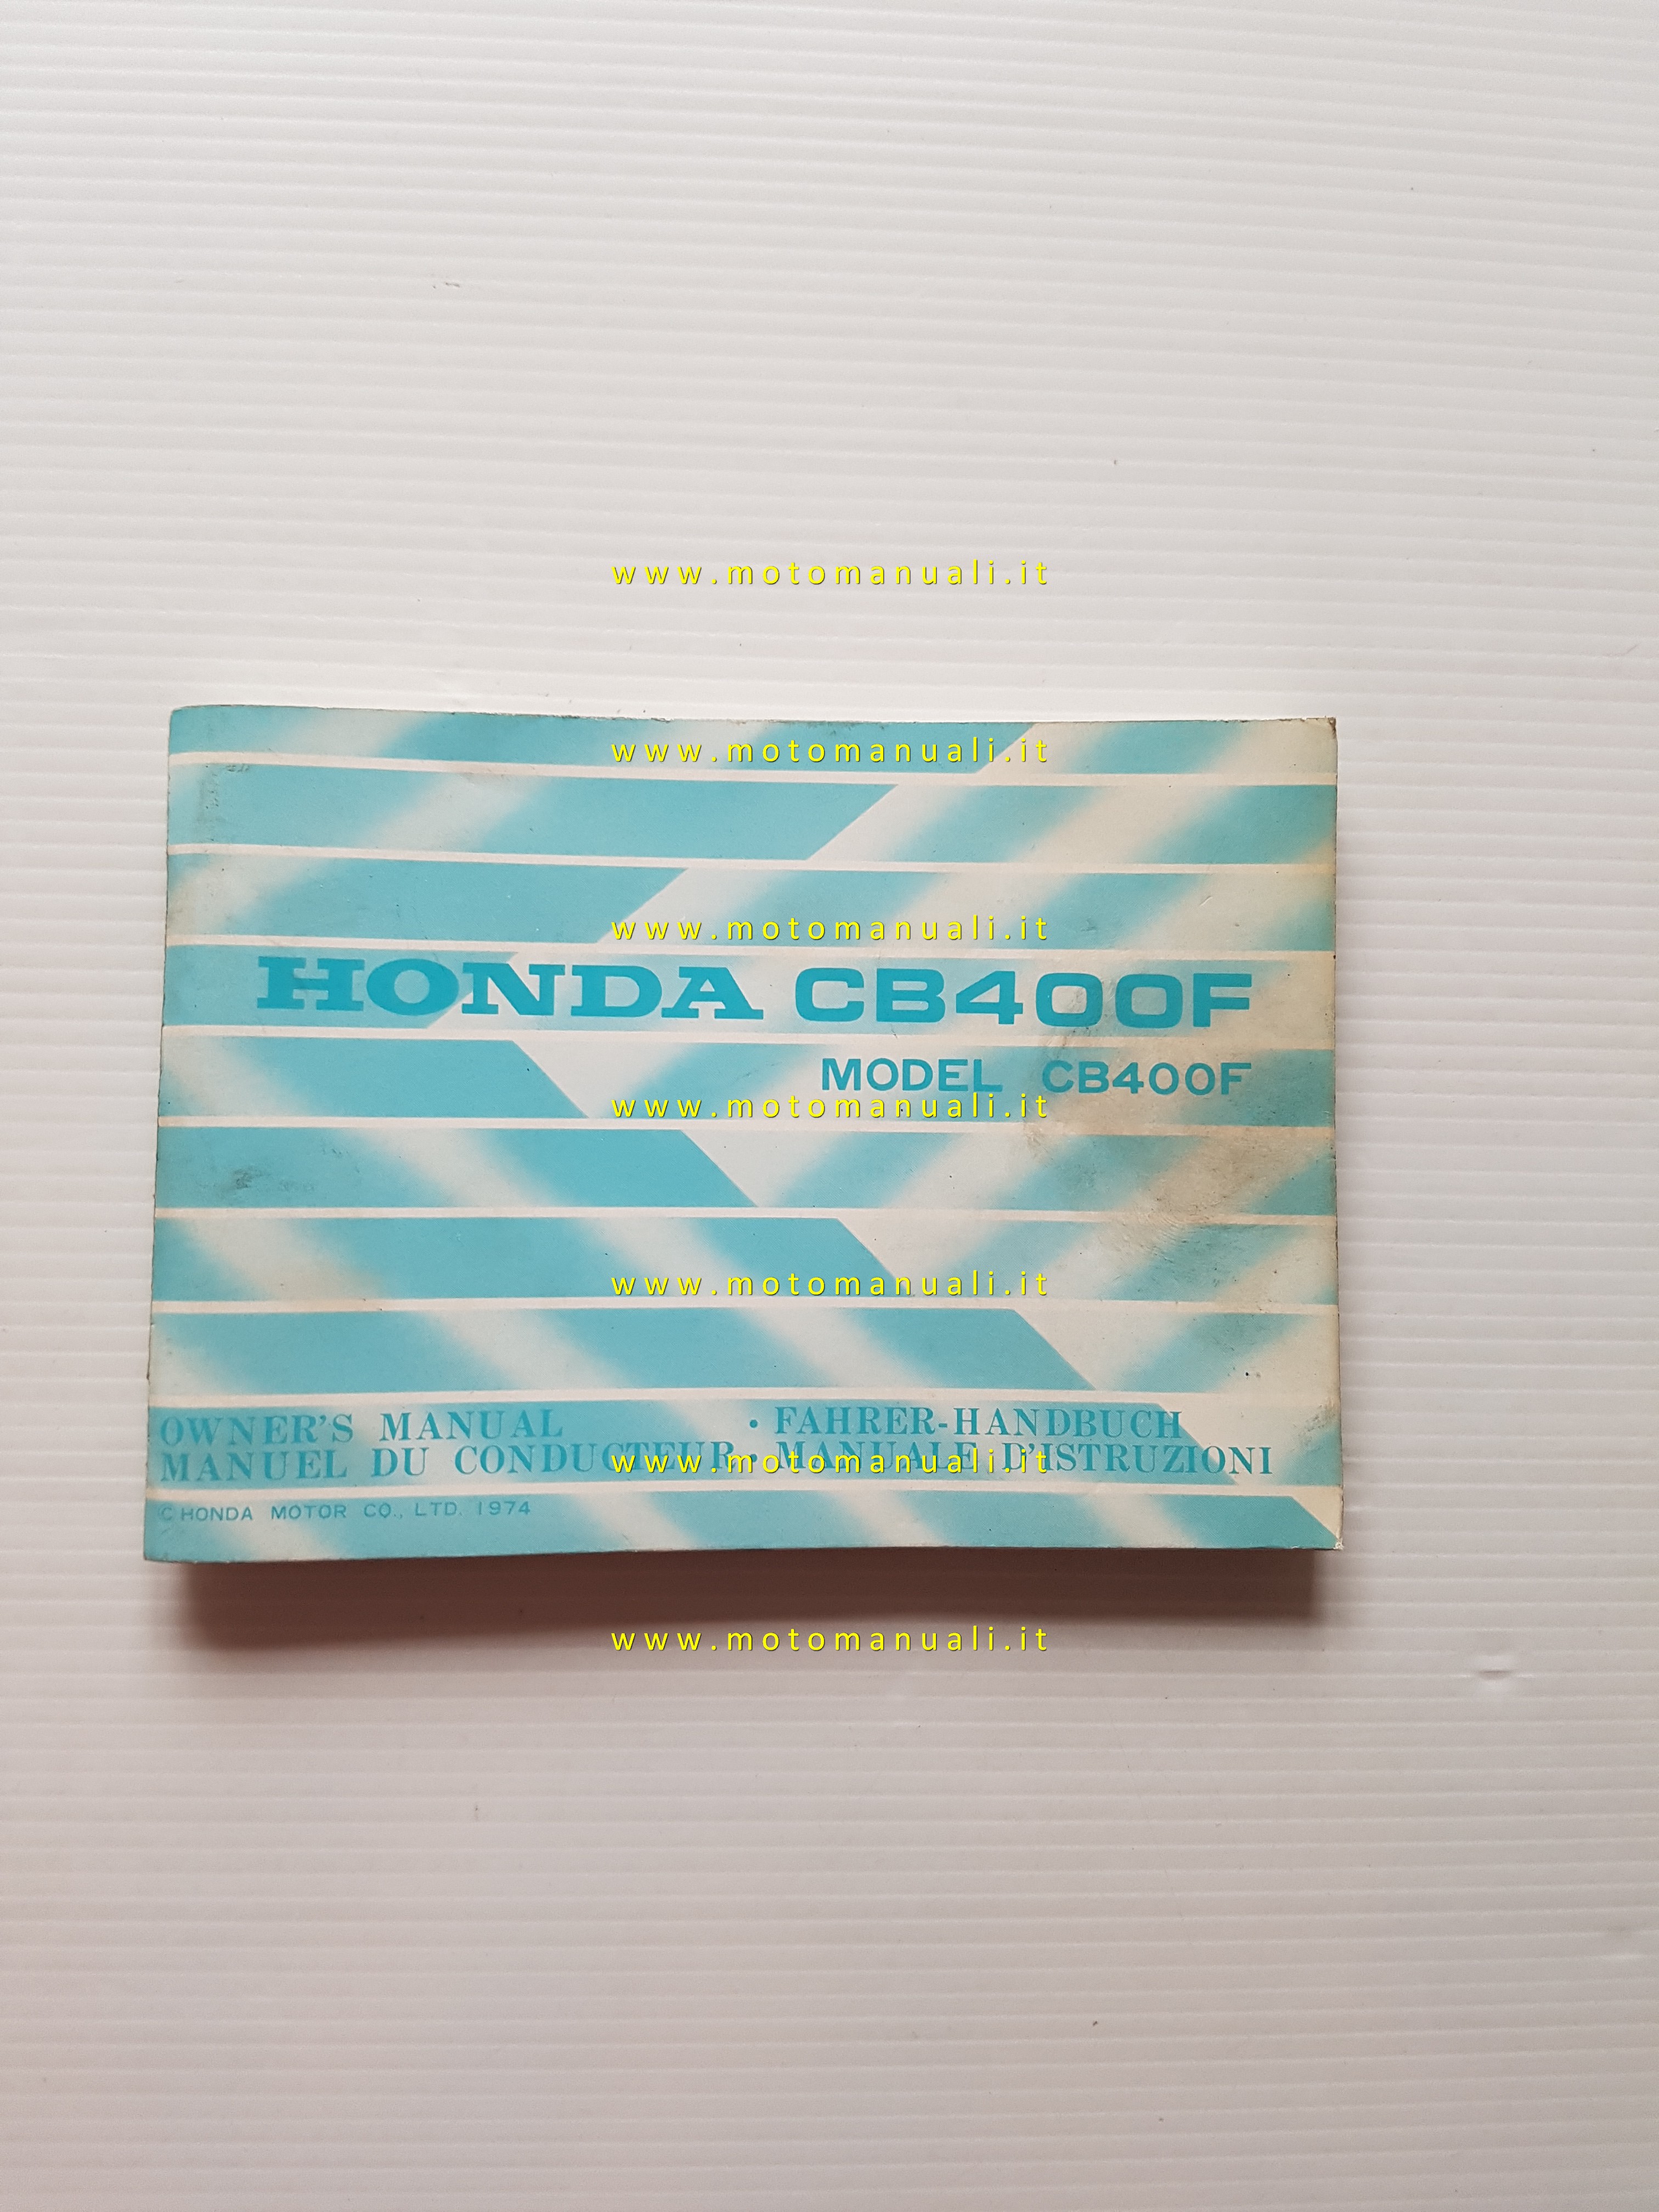 www.motomanuali.it
www.motomanuali.it
www.motomanuali.it
HONDA CB400F
MODEL CB400F
www.motomanuali.it
www.motomanuali.it
OWNER'S MANUAL · FAHRER-HANDBUCH
MANUEL DU CONDUCTEUR · MANUALE D'ISTRUZIONI
www.motomanuali.it
© HONDA MOTOR CO., LTD. 1974
www.motomanuali.it